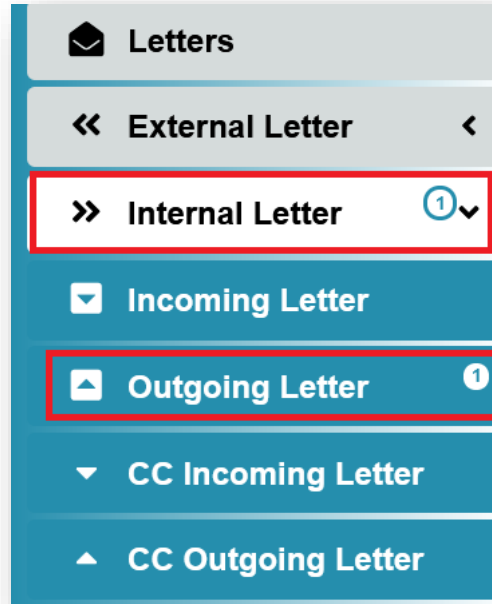 Letters
External Letter
Internal Letter 1
Incoming Letter
Outgoing Letter 1
CC Incoming Letter
CC Outgoing Letter